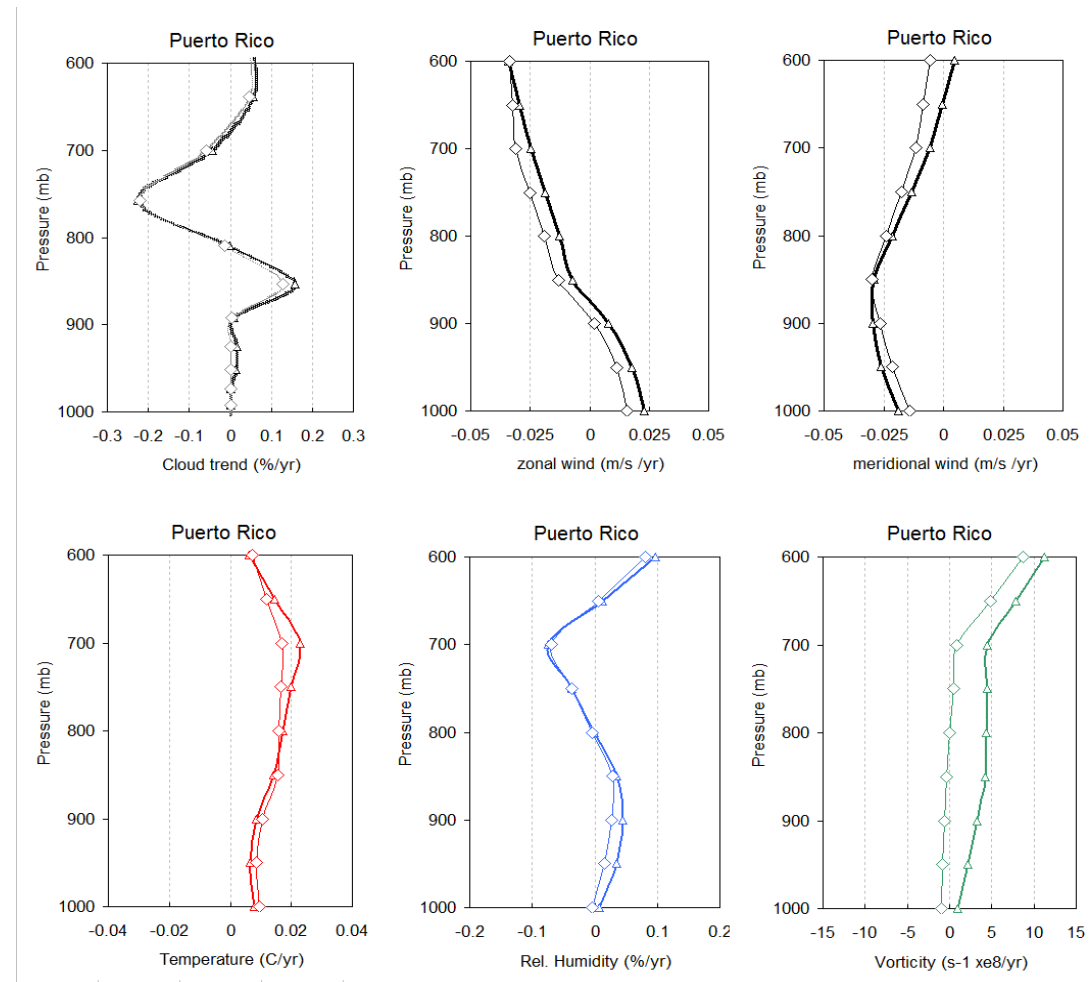 Puerto Rico
600
700
800
900
1000
Pressure (mb)
-0.3 -0.2 -0.1 0 0.1 0.2 0.3
Cloud trend (%/yr)
Puerto Rico
600
700
800
900
1000
Pressure (mb)
-0.05 -0.025 0 0.025 0.05
zonal wind (m/s /yr)
Puerto Rico
600
700
800
900
1000
Pressure (mb)
-0.05 -0.025 0 0.025 0.05
meridional wind (m/s /yr)
Puerto Rico
600
700
800
900
1000
Pressure (mb)
-0.04 -0.02 0 0.02 0.04
Temperature (C/yr)
Puerto Rico
600
700
800
900
1000
Pressure (mb)
-0.2 -0.1 0 0.1 0.2
Rel. Humidity (%/yr)
Puerto Rico
600
700
800
900
1000
Pressure (mb)
-15 -10 -5 0 5 10 15
Vorticity (s-1 xe8/yr)